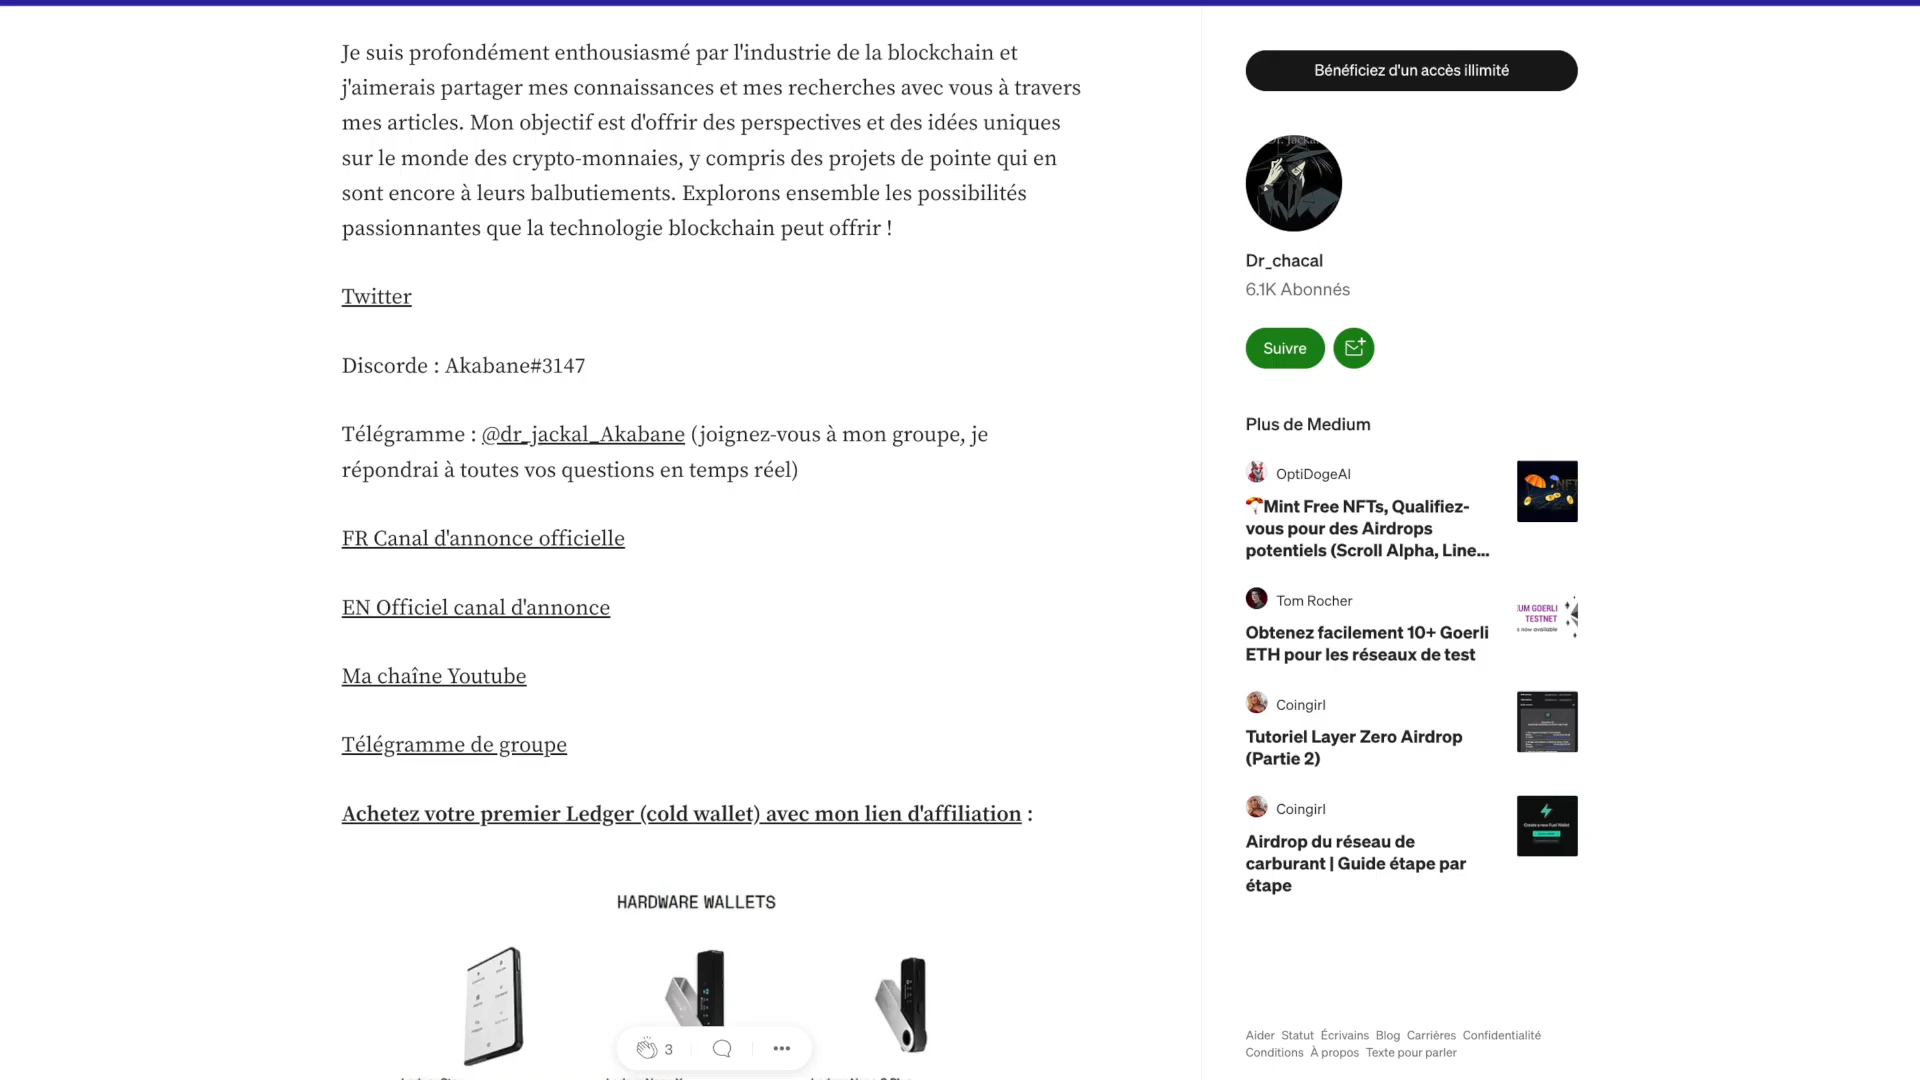 Je suis profondément enthousiasmé par l'industrie de la blockchain et
j'aimerais partager mes connaissances et mes recherches avec vous à travers
mes articles. Mon objectif est d'offrir des perspectives et des idées uniques
sur le monde des crypto-monnaies, y compris des projets de pointe qui en
sont encore à leurs balbutiements. Explorons ensemble les possibilités
passionnantes que la technologie blockchain peut offrir !
Twitter
Discorde : Akabane#3147
Télégramme : @dr_jackal_Akabane (joignez-vous à mon groupe, je
répondrai à toutes vos questions en temps réel)
FR Canal d'annonce officielle
EN Officiel canal d'annonce
Ma chaîne Youtube
Télégramme de groupe
Achetez votre premier Ledger (cold wallet) avec mon lien d'affiliation :
HARDWARE WALLETS
3
Bénéficiez d'un accès illimité
Dr_chacal
6.1K Abonnés
Suivre
Plus de Medium
OptiDogeAI
Mint Free NFTs, Qualifiez-
vous pour des Airdrops
potentiels (Scroll Alpha, Line...
Tom Rocher
UM GOERLI
TESTNET
s now available
Obtenez facilement 10+ Goerli
ETH pour les réseaux de test
Coingirl
Tutoriel Layer Zero Airdrop
(Partie 2)
Coingirl
Airdrop du réseau de
carburant | Guide étape par
étape
Aider Statut Écrivains Blog Carrières Confidentialité
Conditions À propos Texte pour parler